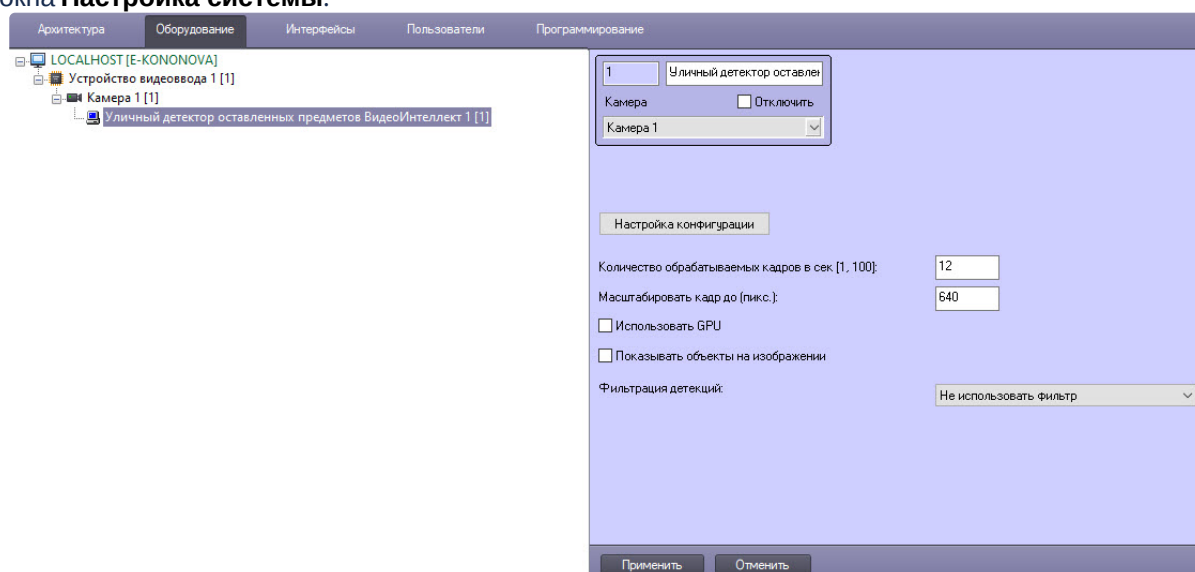 окна Настройка системы.
Архитектура Оборудование Интерфейсы Пользователи Программирование
LOCALHOST [E-KONONOVA]
Устройство видеоввода 1 [1]
Камера 1 [1]
Уличный детектор оставленных предметов ВидеоИнтеллект 1 [1]
1 Уличный детектор оставлен
Камера Отключить
Камера 1
Настройка конфигурации
Количество обрабатываемых кадров в сек [1, 100]: 12
Масштабировать кадр до (пикс.): 640
Использовать GPU
Показывать объекты на изображении
Фильтрация детекций: Не использовать фильтр
Применить Отменить